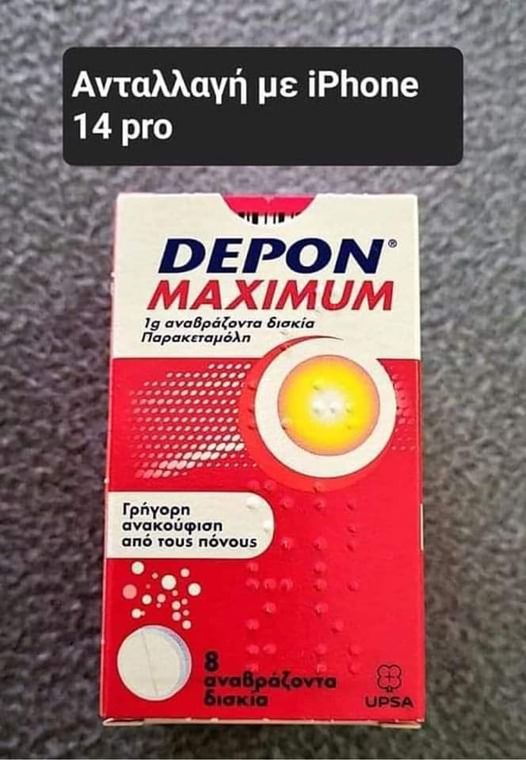 Ανταλλαγή με iPhone
14 pro
DEPON®
MAXIMUM
1g αναβράζοντα δισκία
Παρακεταμόλη
Γρήγορη
ανακούφιση
από τους πόνους
8
αναβράζοντα
δισκία
UPSA